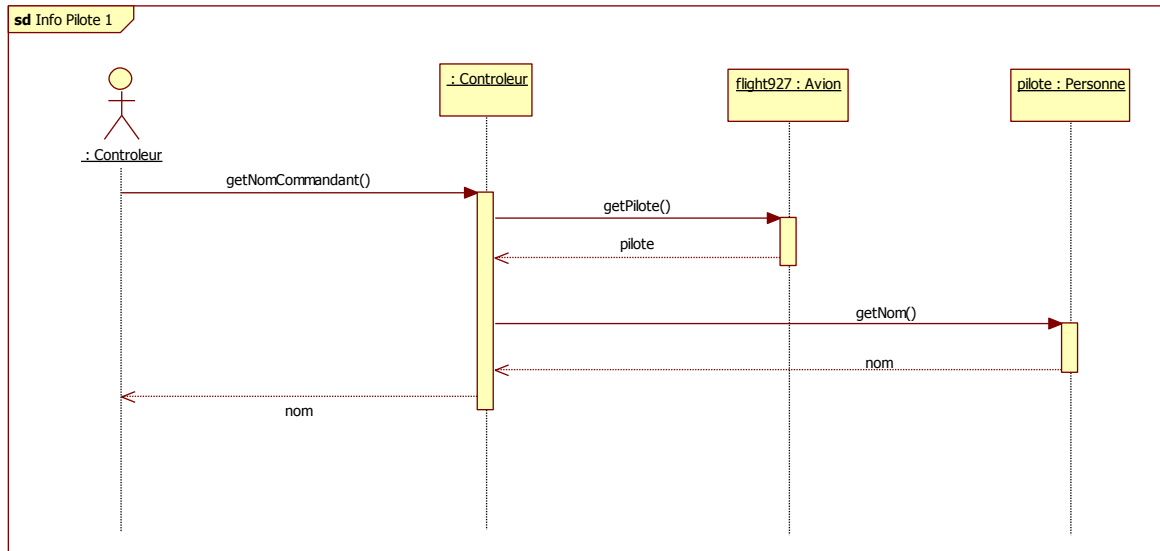 sd Info Pilote 1
: Controleur
flight927 : Avion
pilote : Personne
: Controleur
getNomCommandant()
getPilote()
pilote
getNom()
nom
nom